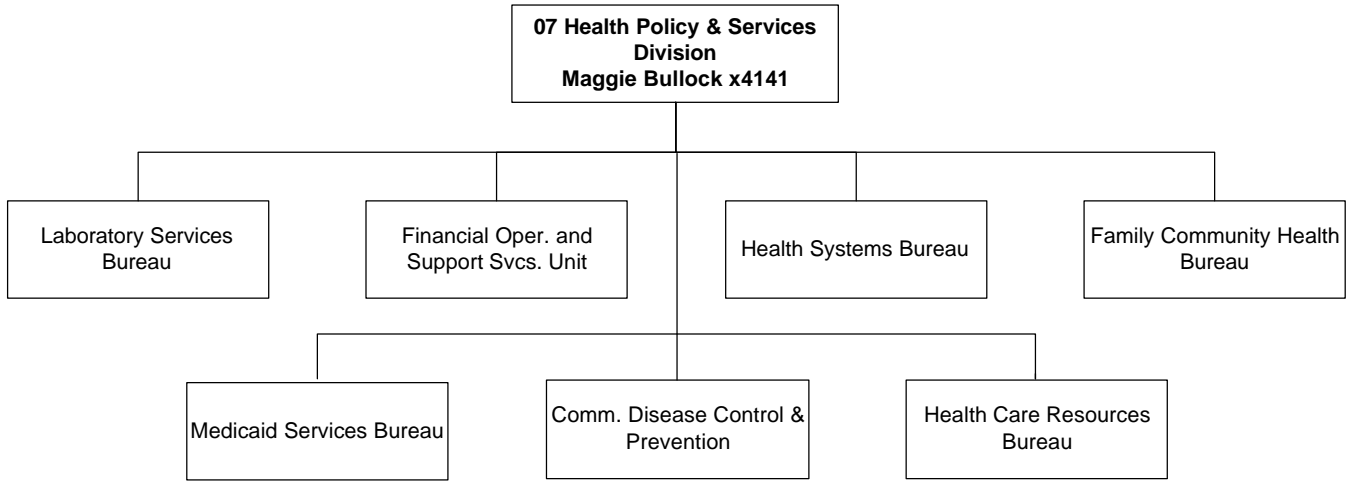 07 Health Policy & Services
Division
Maggie Bullock x4141
Laboratory Services
Bureau
Financial Oper. and
Support Svcs. Unit
Health Systems Bureau
Family Community Health
Bureau
Medicaid Services Bureau
Comm. Disease Control &
Prevention
Health Care Resources
Bureau